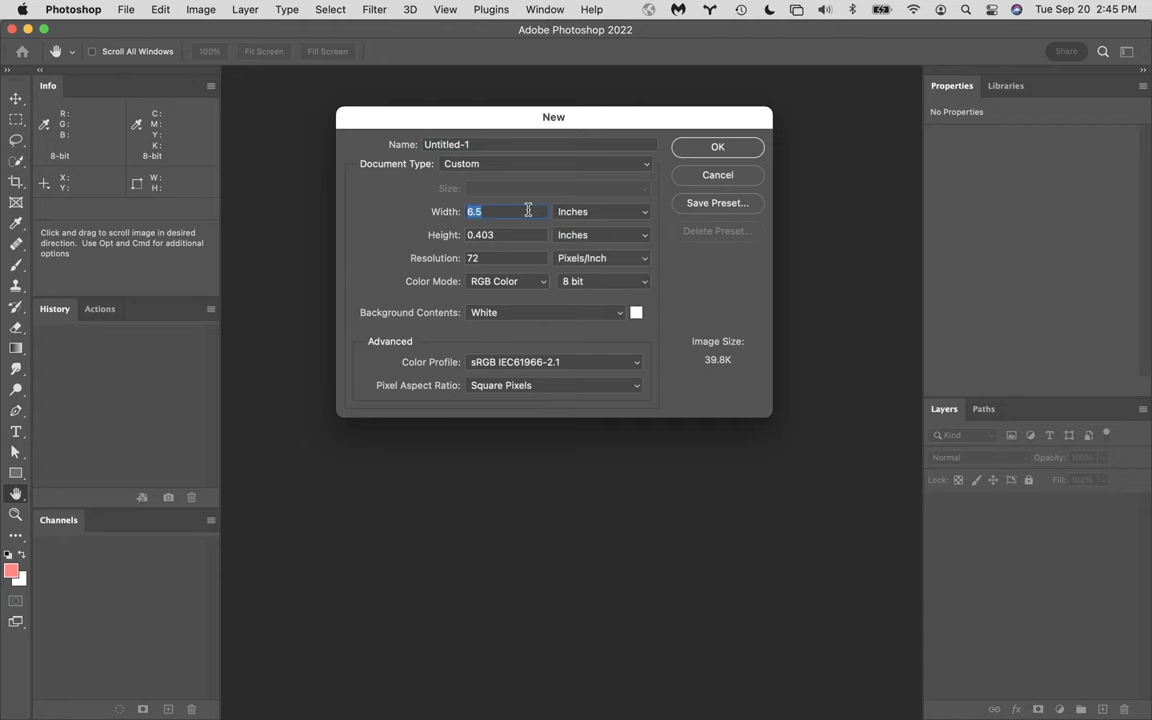 Photoshop File Edit Image Layer Type Select Filter 3D View Plugins Window Help Tue Sep 20 2:45 PM
Adobe Photoshop 2022
Scroll All Windows 100% Fit Screen Fill Screen Share
Info
R:
G:
B:
8-bit
C:
M:
Y:
K:
8-bit
X:
Y:
W:
H:
Click and drag to scroll image in desired
direction. Use Opt and Cmd for additional
options
History Actions
Channels
New
Name: Untitled-1
Document Type: Custom
Size:
Width: 6.5 Inches
Height: 0.403 Inches
Resolution: 72 Pixels/Inch
Color Mode: RGB Color 8 bit
Background Contents: White
Advanced
Color Profile: sRGB IEC61966-2.1
Pixel Aspect Ratio: Square Pixels
OK
Cancel
Save Preset...
Delete Preset...
Image Size:
39.8K
Properties Libraries
No Properties
Layers Paths
Kind
Normal Opacity: 100%
Lock: Fill: 100%
fx